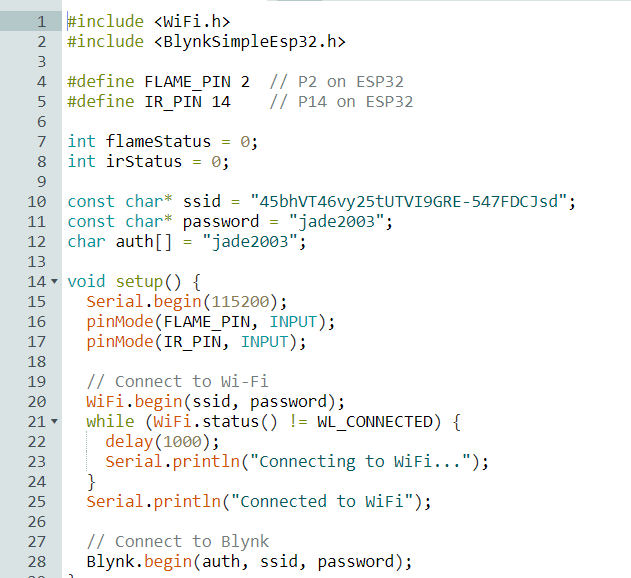 1 #include <WiFi.h>
2 #include <BlynkSimpleEsp32.h>
3
4 #define FLAME_PIN 2  // P2 on ESP32
5 #define IR_PIN 14    // P14 on ESP32
6
7 int flameStatus = 0;
8 int irStatus = 0;
9
10 const char* ssid = "45bhVT46vy25tUTVI9GRE-547FDCJsd";
11 const char* password = "jade2003";
12 char auth[] = "jade2003";
13
14 void setup() {
15   Serial.begin(115200);
16   pinMode(FLAME_PIN, INPUT);
17   pinMode(IR_PIN, INPUT);
18
19   // Connect to Wi-Fi
20   WiFi.begin(ssid, password);
21   while (WiFi.status() != WL_CONNECTED) {
22     delay(1000);
23     Serial.println("Connecting to WiFi...");
24   }
25   Serial.println("Connected to WiFi");
26
27   // Connect to Blynk
28   Blynk.begin(auth, ssid, password);